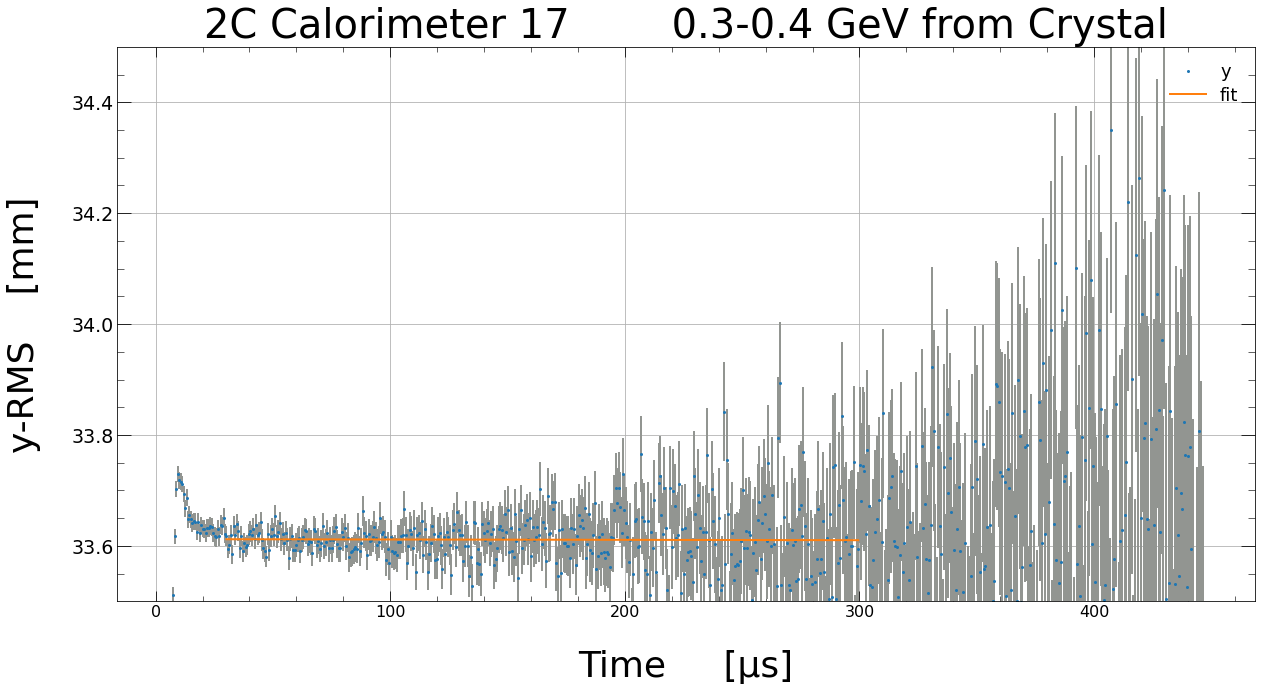 2C Calorimeter 17 0.3-0.4 GeV from Crystal
y
fit
y-RMS [mm]
34.4
34.2
34.0
33.8
33.6
0 100 200 300 400
Time [µs]